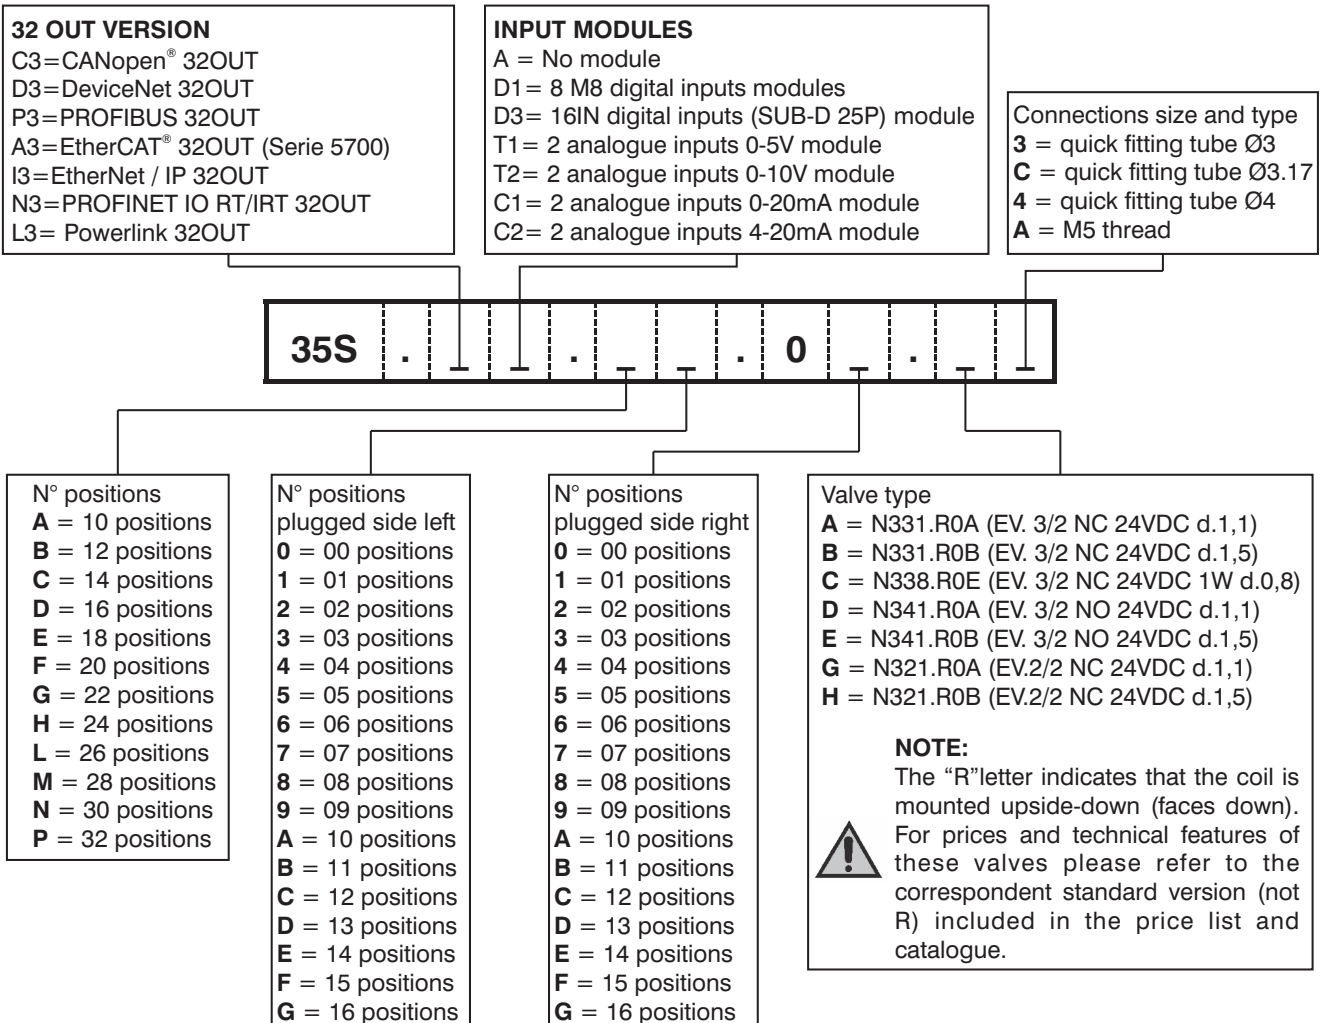 32 OUT VERSION
C3=CANopen® 32OUT
D3=DeviceNet 32OUT
P3=PROFIBUS 32OUT
A3=EtherCAT® 32OUT (Serie 5700)
I3=EtherNet / IP 32OUT
N3=PROFINET IO RT/IRT 32OUT
L3= Powerlink 32OUT
INPUT MODULES
A = No module
D1= 8 M8 digital inputs modules
D3= 16IN digital inputs (SUB-D 25P) module
T1= 2 analogue inputs 0-5V module
T2= 2 analogue inputs 0-10V module
C1= 2 analogue inputs 0-20mA module
C2= 2 analogue inputs 4-20mA module
Connections size and type
3 = quick fitting tube Ø3
C = quick fitting tube Ø3.17
4 = quick fitting tube Ø4
A = M5 thread
35S . _ _ . _ _ . 0 _ . _ _
N° positions
A = 10 positions
B = 12 positions
C = 14 positions
D = 16 positions
E = 18 positions
F = 20 positions
G = 22 positions
H = 24 positions
L = 26 positions
M = 28 positions
N = 30 positions
P = 32 positions
N° positions
plugged side left
0 = 00 positions
1 = 01 positions
2 = 02 positions
3 = 03 positions
4 = 04 positions
5 = 05 positions
6 = 06 positions
7 = 07 positions
8 = 08 positions
9 = 09 positions
A = 10 positions
B = 11 positions
C = 12 positions
D = 13 positions
E = 14 positions
F = 15 positions
G = 16 positions
N° positions
plugged side right
0 = 00 positions
1 = 01 positions
2 = 02 positions
3 = 03 positions
4 = 04 positions
5 = 05 positions
6 = 06 positions
7 = 07 positions
8 = 08 positions
9 = 09 positions
A = 10 positions
B = 11 positions
C = 12 positions
D = 13 positions
E = 14 positions
F = 15 positions
G = 16 positions
Valve type
A = N331.R0A (EV. 3/2 NC 24VDC d.1,1)
B = N331.R0B (EV. 3/2 NC 24VDC d.1,5)
C = N338.R0E (EV. 3/2 NC 24VDC 1W d.0,8)
D = N341.R0A (EV. 3/2 NO 24VDC d.1,1)
E = N341.R0B (EV. 3/2 NO 24VDC d.1,5)
G = N321.R0A (EV.2/2 NC 24VDC d.1,1)
H = N321.R0B (EV.2/2 NC 24VDC d.1,5)
NOTE:
The “R”letter indicates that the coil is
mounted upside-down (faces down).
For prices and technical features of
these valves please refer to the
correspondent standard version (not
R) included in the price list and
catalogue.